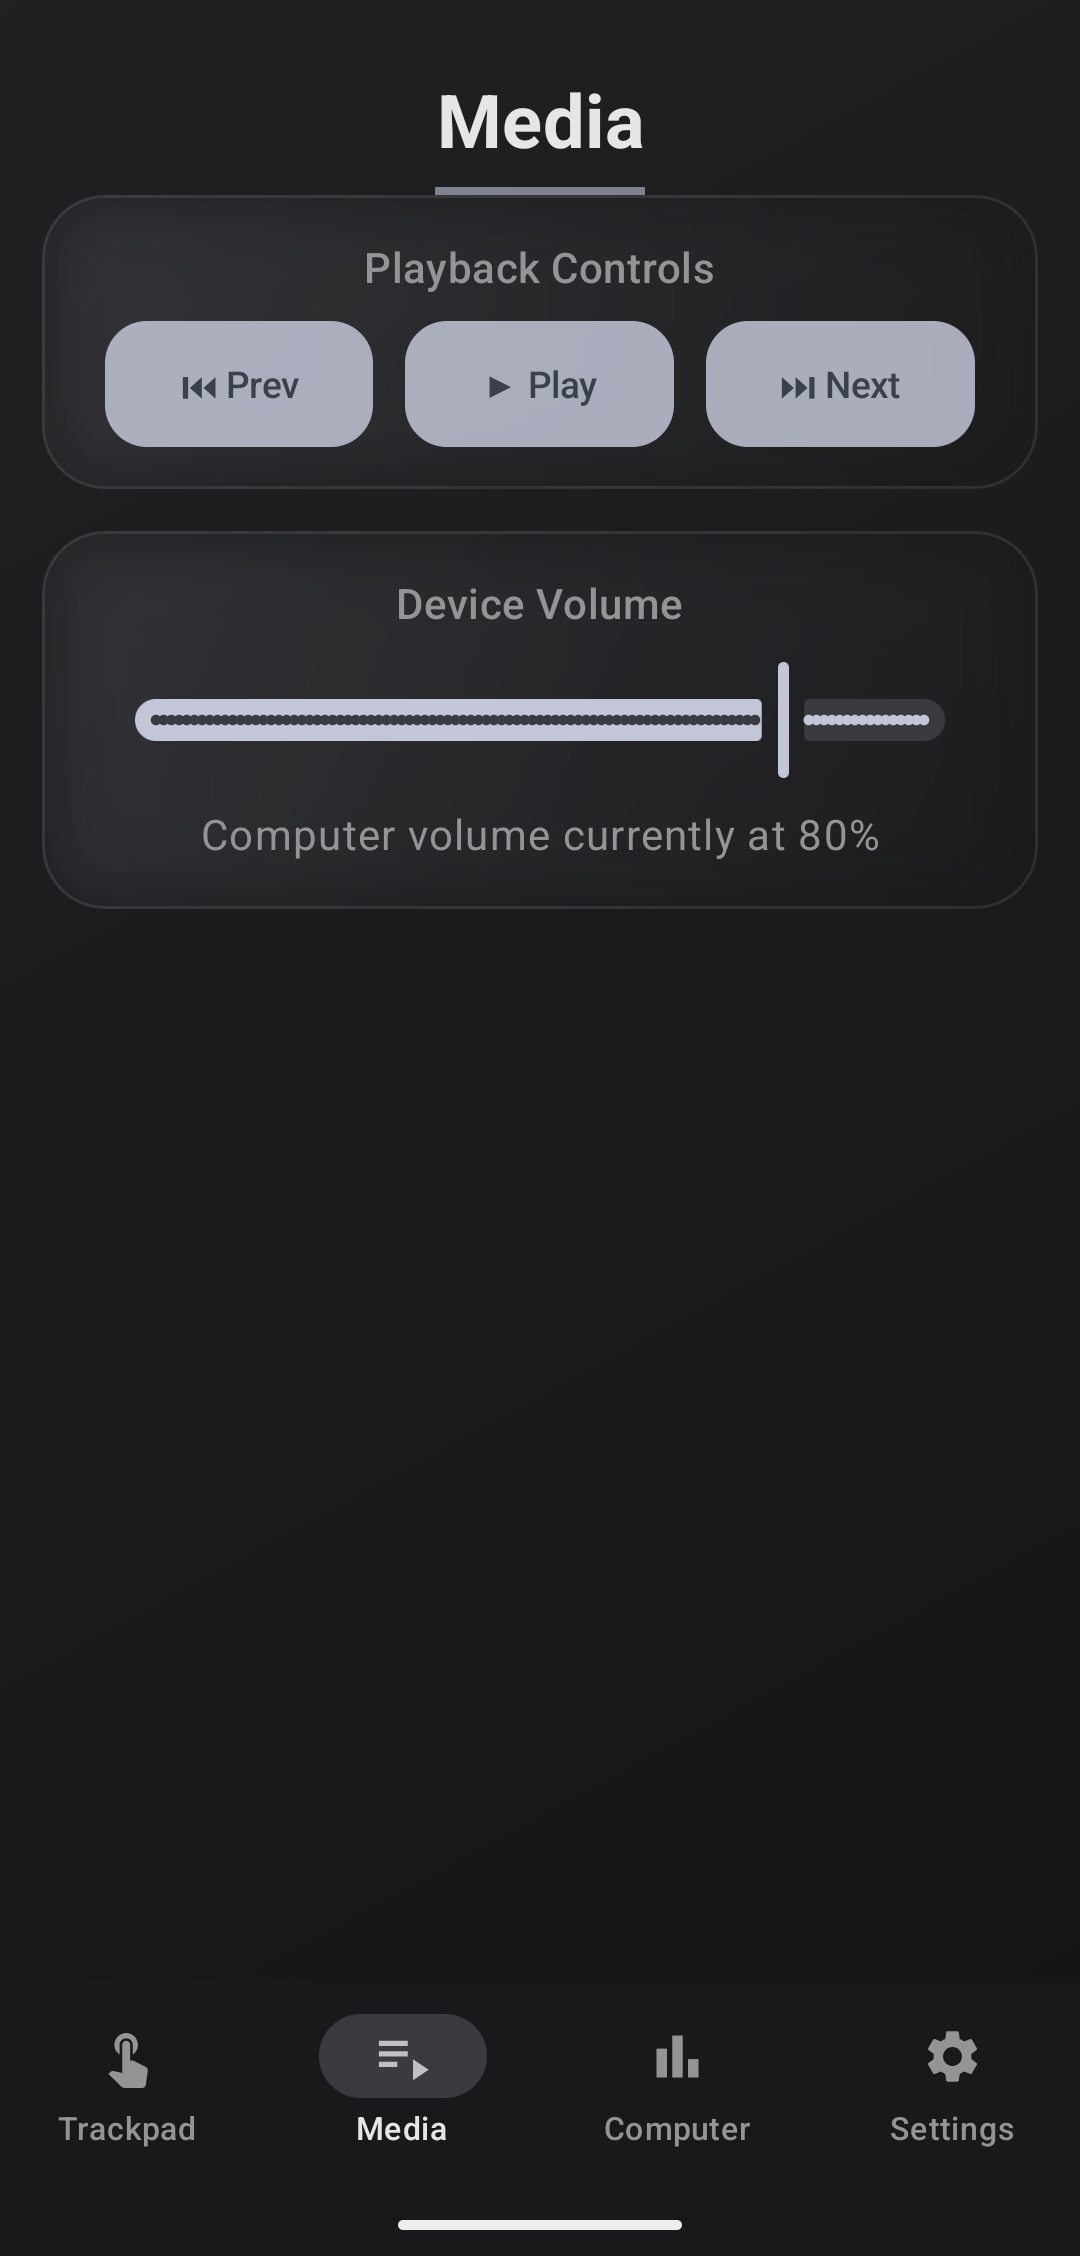 Media
Playback Controls
Prev
Play
Next
Device Volume
Computer volume currently at 80%
Trackpad
Media
Computer
Settings